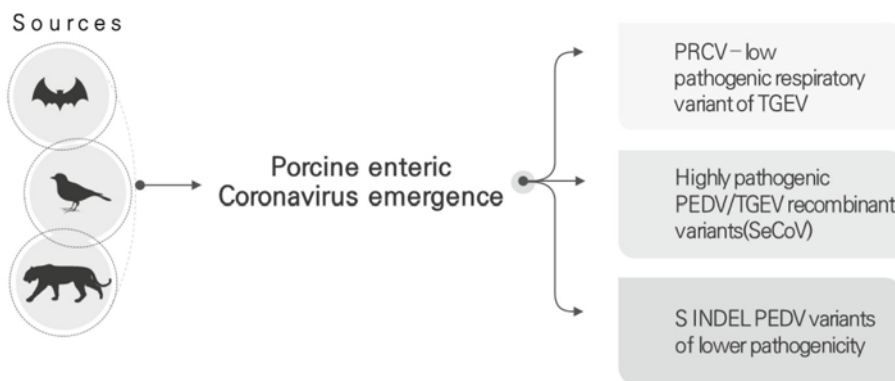 Sources
Porcine enteric
Coronavirus emergence
PRCV–low
pathogenic respiratory
variant of TGEV
Highly pathogenic
PEDV/TGEV recombinant
variants(SeCoV)
S INDEL PEDV variants
of lower pathogenicity